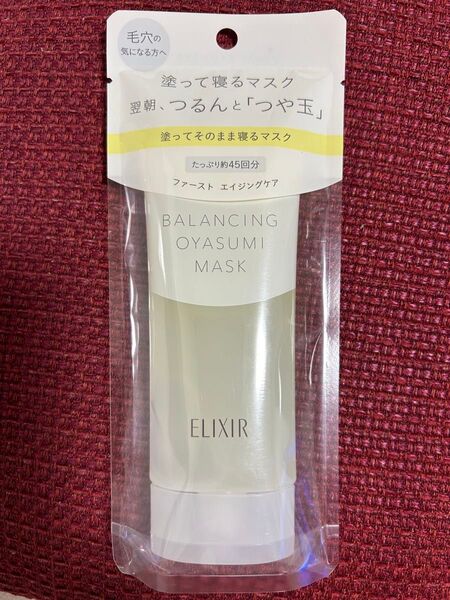 毛穴の
気になる方へ
塗って寝るマスク
翌朝、つるんと「つや玉」
塗ってそのまま寝るマスク
たっぷり約45回分
ファースト エイジングケア
BALANCING
OYASUMI
MASK
ELIXIR